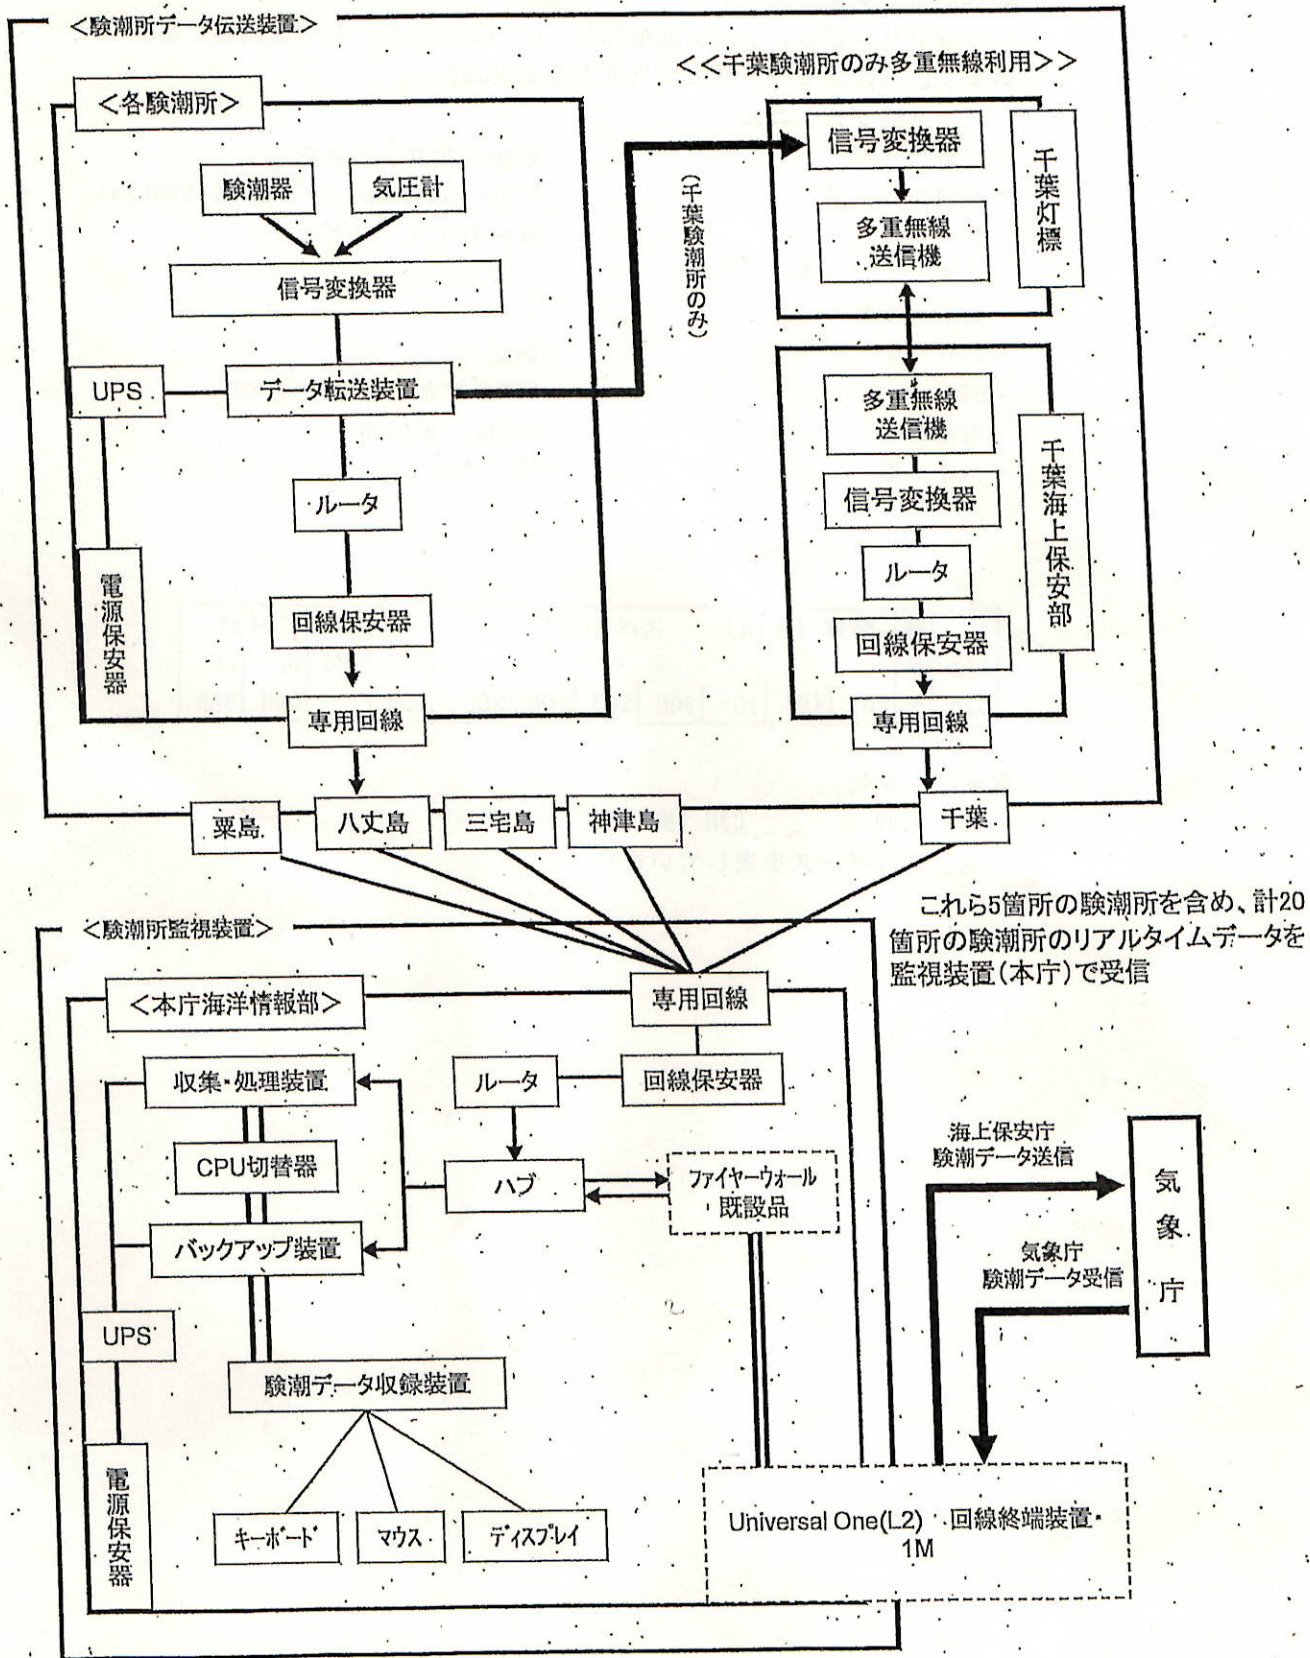 ＜験潮所データ伝送装置＞
＜＜千葉験潮所のみ多重無線利用＞＞
＜各験潮所＞
験潮器
気圧計
信号変換器
UPS
データ転送装置
ルータ
電源保安器
回線保安器
専用回線
（千葉験潮所のみ）
信号変換器
多重無線
送信機
千葉灯標
多重無線
送信機
信号変換器
ルータ
回線保安器
専用回線
千葉海上保安部
粟島
八丈島
三宅島
神津島
千葉
これら5箇所の験潮所を含め、計20
箇所の験潮所のリアルタイムデータを
監視装置(本庁)で受信
＜験潮所監視装置＞
＜本庁海洋情報部＞
専用回線
収集・処理装置
ルータ
回線保安器
CPU切替器
ハブ
ファイヤーウォール
既設品
バックアップ装置
UPS
験潮データ収録装置
電源保安器
キーボード
マウス
ディスプレイ
海上保安庁
験潮データ送信
気象庁
験潮データ受信
気象庁
Universal One(L2) 回線終端装置
1M